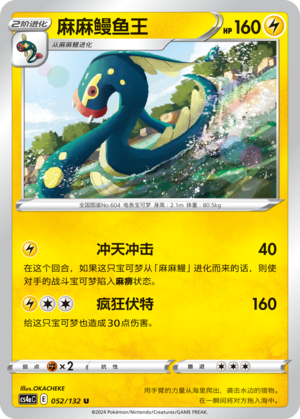 2阶进化 麻麻鳗鱼王 HP 160
从麻麻鳗进化
全国图鉴No.604 电鱼宝可梦 身高：2.1m 体重：80.5kg
冲天冲击 40
在这个回合，如果这只宝可梦从「麻麻鳗」进化而来的话，则使
对手的战斗宝可梦陷入麻痹状态。
疯狂伏特 160
给这只宝可梦也造成30点伤害。
弱点 ×2 抗性 撤退
Illus.OKACHEKE
CS4aC E 052/132 U
用手臂的力量从海里爬出，袭击水边的猎物。
在一瞬间将对方拖入海中。
©2024 Pokémon/Nintendo/Creatures/GAME FREAK.